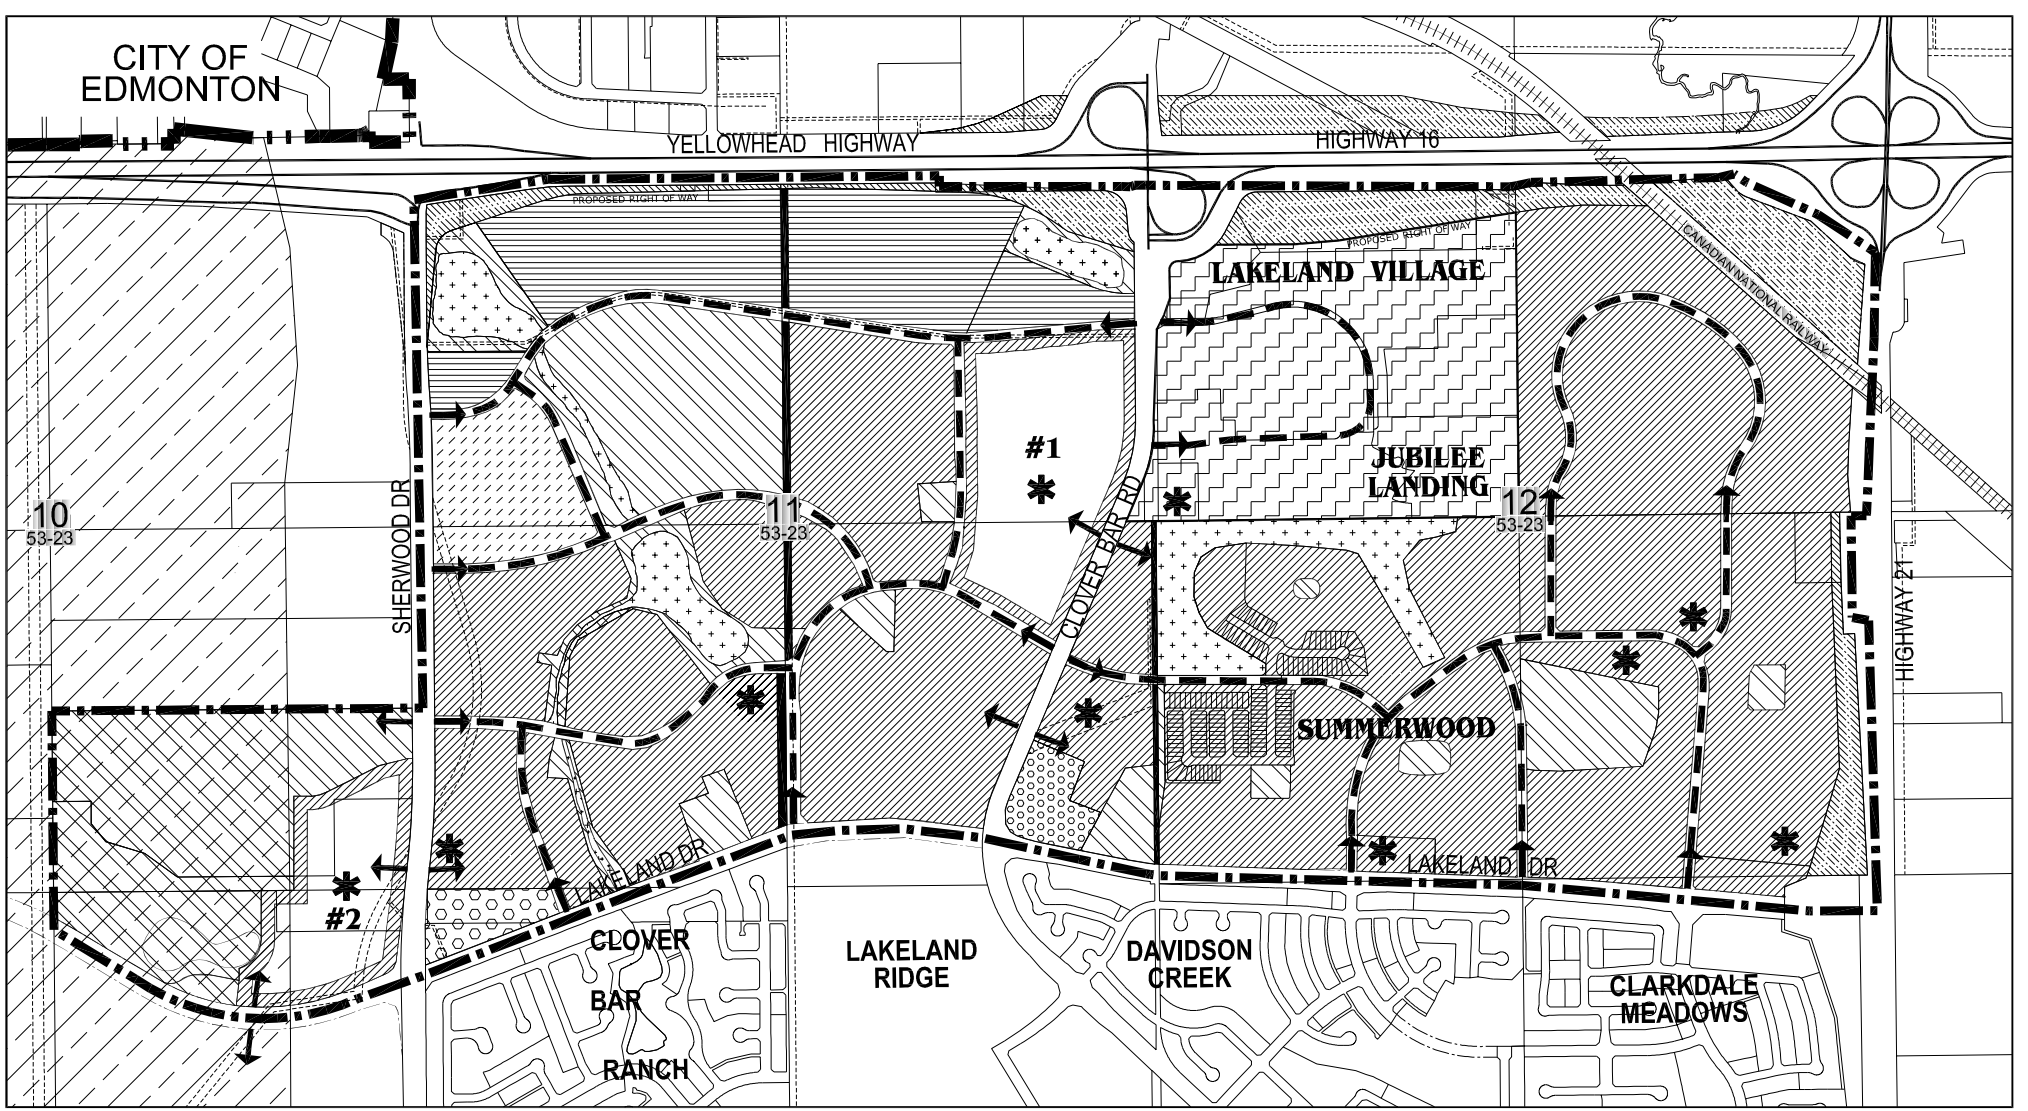 CITY OF
EDMONTON
YELLOWHEAD HIGHWAY
HIGHWAY 16
PROPOSED RIGHT OF WAY
PROPOSED RIGHT OF WAY
CANADIAN NATIONAL RAILWAY
LAKELAND VILLAGE
#1
JUBILEE
LANDING
SHERWOOD DR
10
53-23
11
53-23
12
53-23
CLOVER BAR RD
HIGHWAY 21
SUMMERWOOD
#2
LAKELAND DR
LAKELAND DR
CLOVER
BAR
RANCH
LAKELAND
RIDGE
DAVIDSON
CREEK
CLARKDALE
MEADOWS